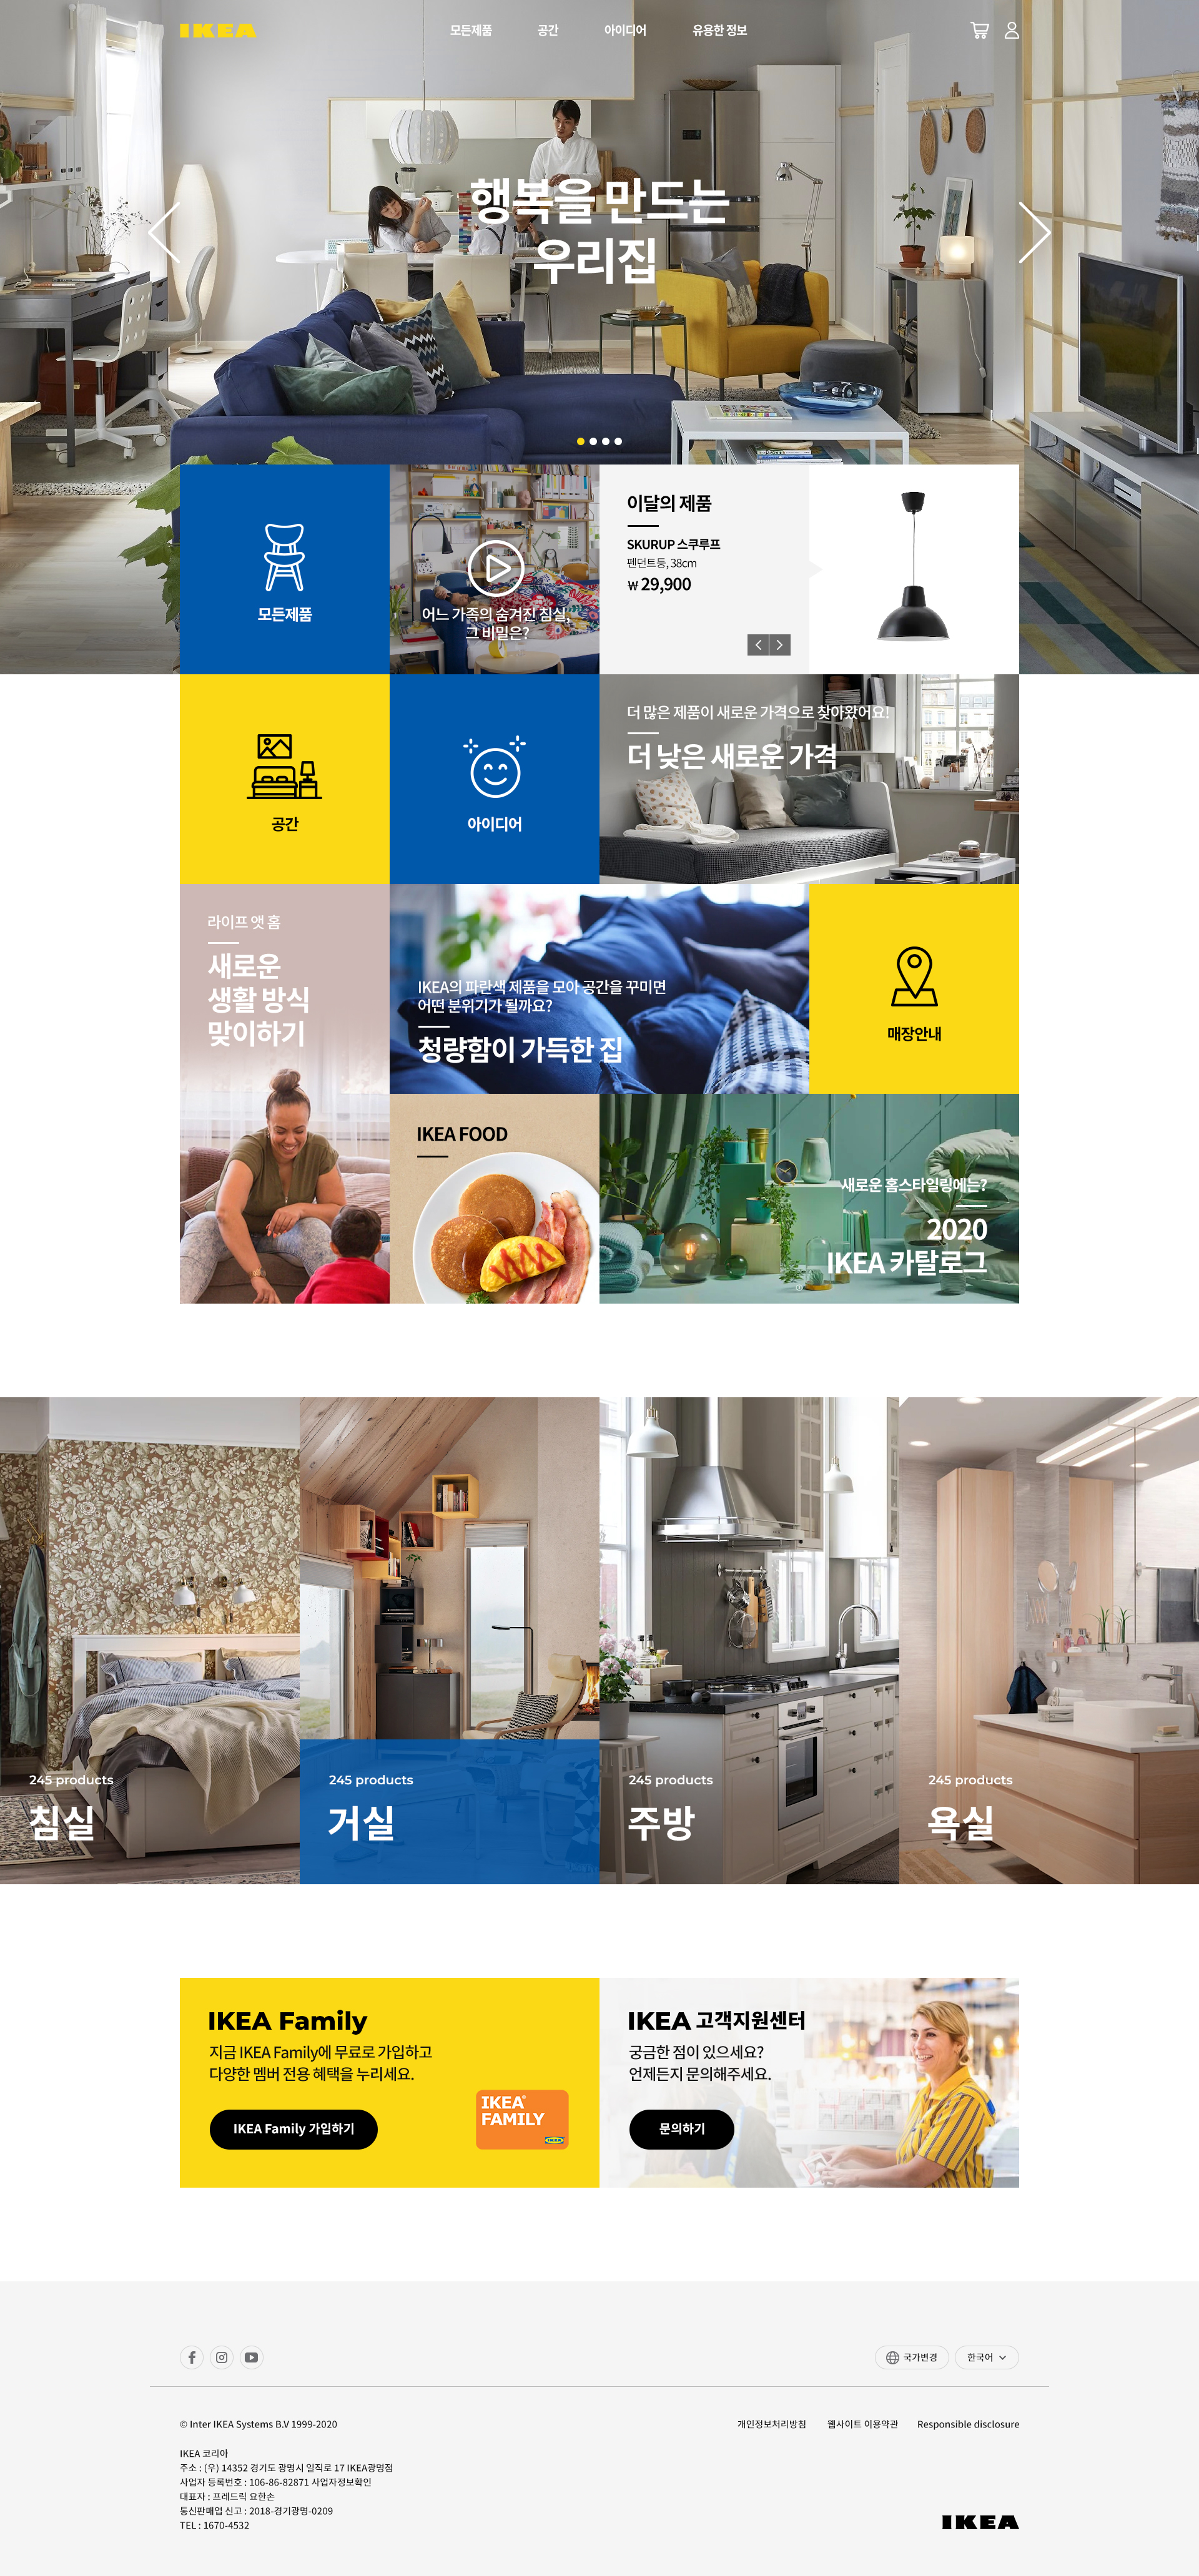 IKEA
모든제품 공간 아이디어 유용한 정보
행복을 만드는
우리집
모든제품
어느 가족의 숨겨진 침실,
그 비밀은?
이달의 제품
SKURUP 스쿠루프
펜던트등, 38cm
₩ 29,900
공간
아이디어
더 많은 제품이 새로운 가격으로 찾아왔어요!
더 낮은 새로운 가격
라이프 앳 홈
새로운
생활 방식
맞이하기
IKEA의 파란색 제품을 모아 공간을 꾸미면
어떤 분위기가 될까요?
청량함이 가득한 집
매장안내
IKEA FOOD
새로운 홈스타일링에는?
2020
IKEA 카탈로그
245 products
침실
245 products
거실
245 products
주방
245 products
욕실
IKEA Family
지금 IKEA Family에 무료로 가입하고
다양한 멤버 전용 혜택을 누리세요.
IKEA Family 가입하기
IKEA
FAMILY
IKEA
IKEA 고객지원센터
궁금한 점이 있으세요?
언제든지 문의해주세요.
문의하기
국가변경 한국어
© Inter IKEA Systems B.V 1999-2020
개인정보처리방침 웹사이트 이용약관 Responsible disclosure
IKEA 코리아
주소 : (우) 14352 경기도 광명시 일직로 17 IKEA광명점
사업자 등록번호 : 106-86-82871 사업자정보확인
대표자 : 프레드릭 요한손
통신판매업 신고 : 2018-경기광명-0209
TEL : 1670-4532
IKEA